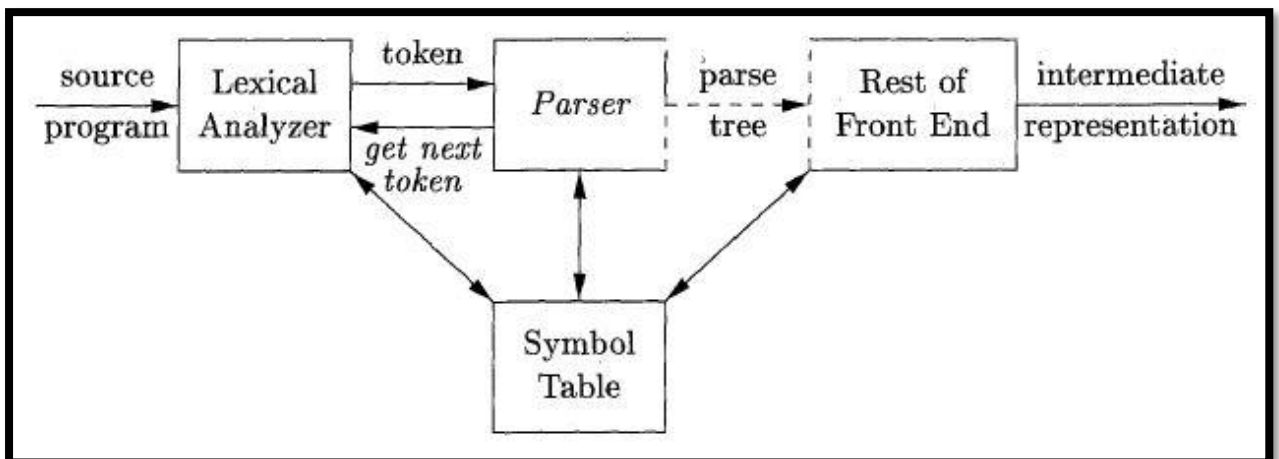 source
program
Lexical
Analyzer
token
get next
token
Parser
parse
tree
Rest of
Front End
intermediate
representation
Symbol
Table